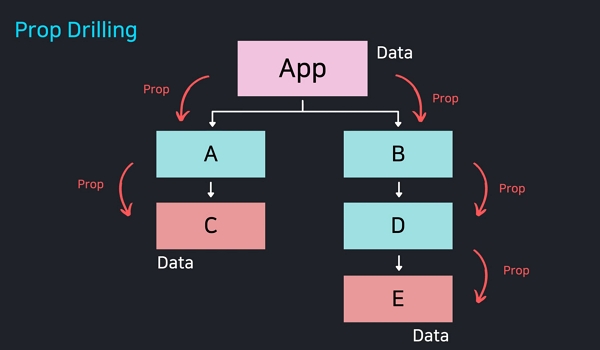 Prop Drilling
App
Data
Prop
Prop
A
B
Prop
Prop
C
D
Data
Prop
E
Data